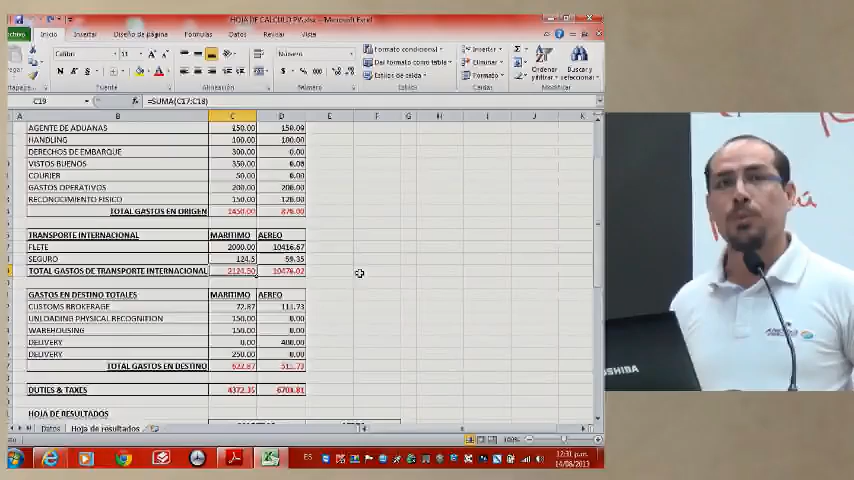 HOJA DE CALCULO PV.xlsx - Microsoft Excel
Inicio Insertar Diseño de página Fórmulas Datos Revisar Vista
Calibri 11 Número Formato condicional Insertar
Dar formato como tabla Eliminar Ordenar Buscar y
Estilos de celda Formato y filtrar seleccionar
Fuente Alineación Número Estilos Celdas
C19 =SUMA(C17:C18)
A B C D E F G H I J K
AGENTE DE ADUANAS 150.00 150.00
HANDLING 100.00 100.00
DERECHOS DE EMBARQUE 300.00 0.00
VISTOS BUENOS 350.00 0.00
COURIER 50.00 0.00
GASTOS OPERATIVOS 200.00 200.00
RECONOCIMIENTO FISICO 150.00
TOTAL GASTOS EN ORIGEN 1450.00
TRANSPORTE INTERNACIONAL MARITIMO AEREO
FLETE 2000.00 10416.67
SEGURO 124.5 59.35
TOTAL GASTOS DE TRANSPORTE INTERNACIONAL 2124.50 10476.02
GASTOS EN DESTINO TOTALES MARITIMO AEREO
CUSTOMS BROKERAGE 72.87 111.73
UNLOADING PHYSICAL RECOGNITION 150.00 0.00
WAREHOUSING 150.00 0.00
DELIVERY 0.00 400.00
DELIVERY 250.00 0.00
TOTAL GASTOS EN DESTINO 622.87 511.73
DUTIES & TAXES 4372.35 6703.81
HOJA DE RESULTADOS
Datos Hoja de resultados
100%
ES 12:31 p.m.
14/08/2013
TOSHIBA